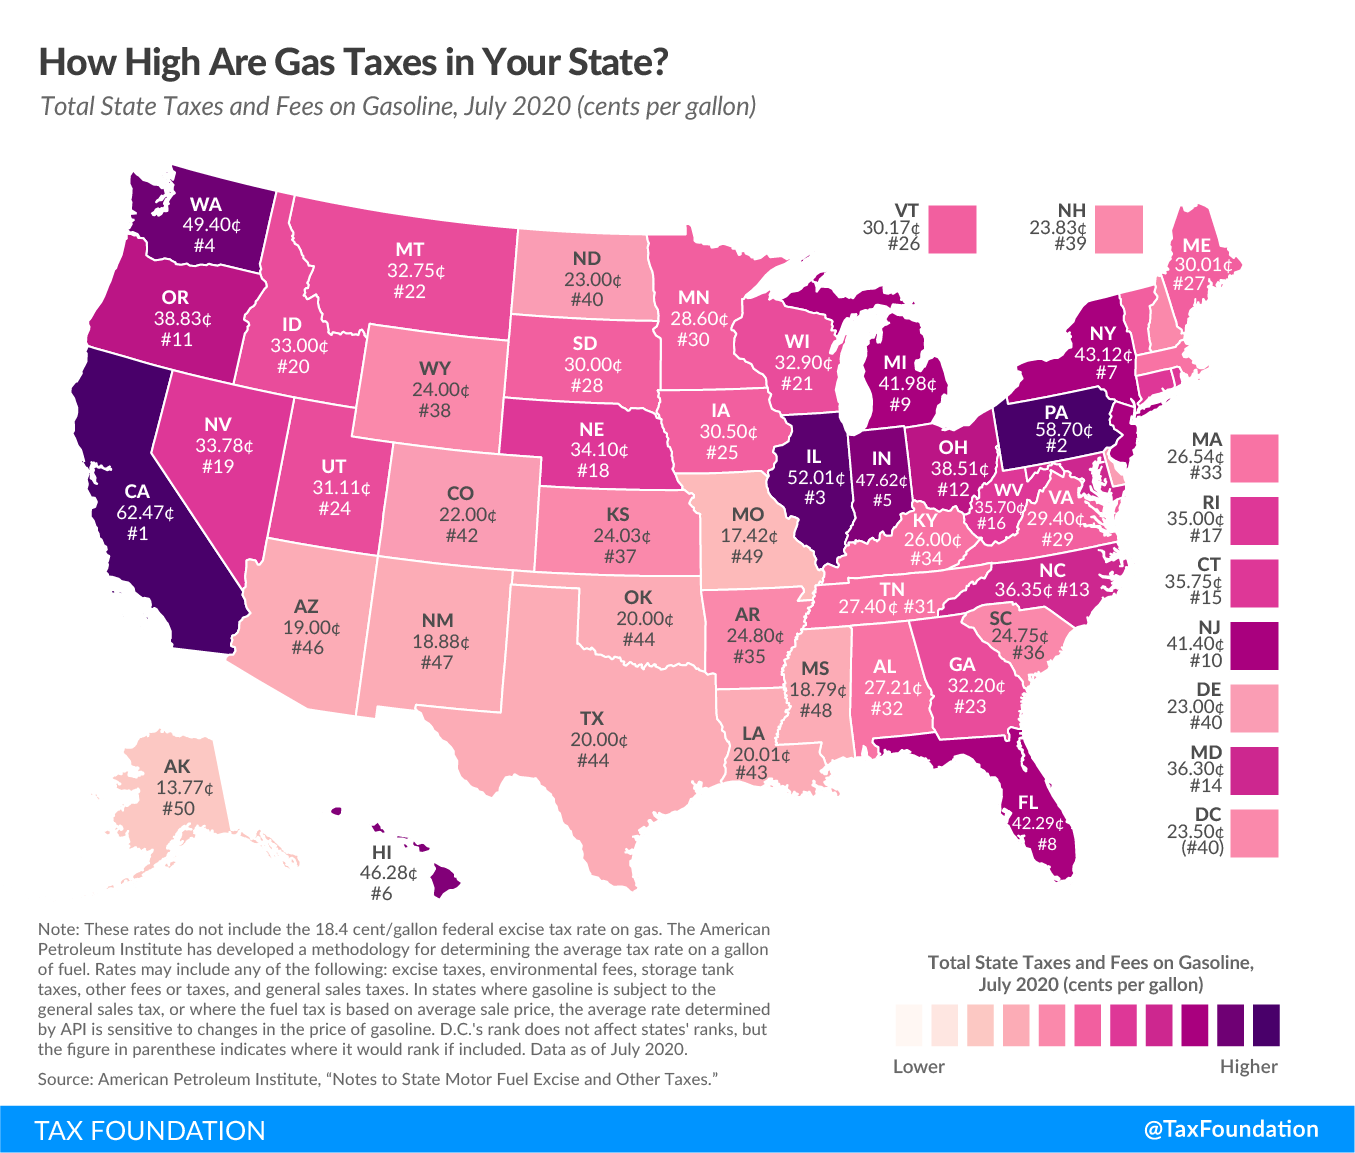 How High Are Gas Taxes in Your State?
Total State Taxes and Fees on Gasoline, July 2020 (cents per gallon)
WA
49.40¢
#4
OR
38.83¢
#11
CA
62.47¢
#1
ID
33.00¢
#20
NV
33.78¢
#19
MT
32.75¢
#22
WY
24.00¢
#38
UT
31.11¢
#24
CO
22.00¢
#42
AZ
19.00¢
#46
NM
18.88¢
#47
ND
23.00¢
#40
SD
30.00¢
#28
NE
34.10¢
#18
KS
24.03¢
#37
OK
20.00¢
#44
TX
20.00¢
#44
MN
28.60¢
#30
IA
30.50¢
#25
MO
17.42¢
#49
AR
24.80¢
#35
LA
20.01¢
#43
WI
32.90¢
#21
IL
52.01¢
#3
MI
41.98¢
#9
IN
47.62¢
#5
OH
38.51¢
#12
KY
26.00¢
#34
TN
27.40¢ #31
MS
18.79¢
#48
AL
27.21¢
#32
GA
32.20¢
#23
FL
42.29¢
#8
SC
24.75¢
#36
NC
36.35¢ #13
VA
29.40¢
#29
WV
35.70¢
#16
PA
58.70¢
#2
NY
43.12¢
#7
ME
30.01¢
#27
VT
30.17¢
#26
NH
23.83¢
#39
MA
26.54¢
#33
RI
35.00¢
#17
CT
35.75¢
#15
NJ
41.40¢
#10
DE
23.00¢
#40
MD
36.30¢
#14
DC
23.50¢
(#40)
AK
13.77¢
#50
HI
46.28¢
#6
Note: These rates do not include the 18.4 cent/gallon federal excise tax rate on gas. The American
Petroleum Institute has developed a methodology for determining the average tax rate on a gallon
of fuel. Rates may include any of the following: excise taxes, environmental fees, storage tank
taxes, other fees or taxes, and general sales taxes. In states where gasoline is subject to the
general sales tax, or where the fuel tax is based on average sale price, the average rate determined
by API is sensitive to changes in the price of gasoline. D.C.'s rank does not affect states' ranks, but
the figure in parenthese indicates where it would rank if included. Data as of July 2020.
Source: American Petroleum Institute, “Notes to State Motor Fuel Excise and Other Taxes.”
Total State Taxes and Fees on Gasoline,
July 2020 (cents per gallon)
Lower
Higher
TAX FOUNDATION
@TaxFoundation